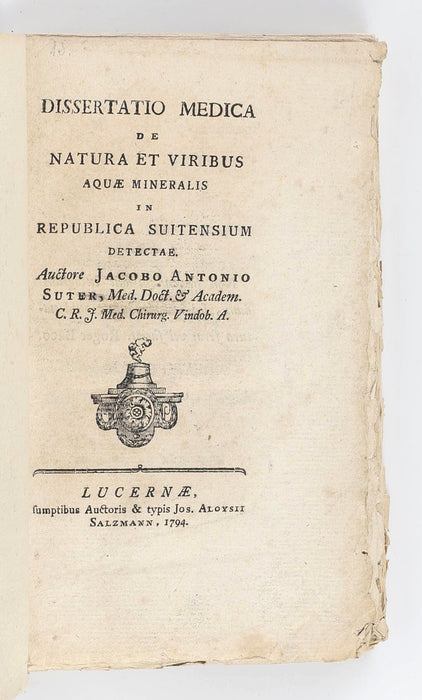 DISSERTATIO MEDICA
DE
NATURA ET VIRIBUS
AQUÆ MINERALIS
IN
REPUBLICA SUITENSIUM
DETECTAE.
Auctore JACOBO ANTONIO
SUTER, Med. Doct. & Academ.
C. R. J. Med. Chirurg. Vindob. A.
LUCERNÆ,
ſumptibus Auctoris & typis JOS. ALOYSII
SALZMANN, 1794.